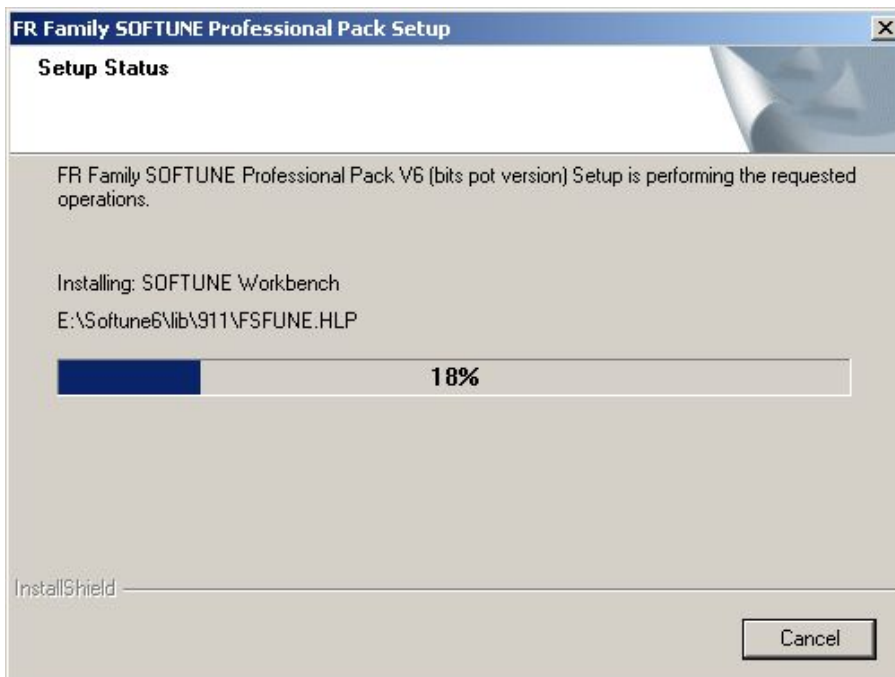 FR Family SOFTUNE Professional Pack Setup
Setup Status
FR Family SOFTUNE Professional Pack V6 (bits pot version) Setup is performing the requested
operations.
Installing: SOFTUNE Workbench
E:\Softune6\lib\911\FSFUNE.HLP
18%
InstallShield
Cancel